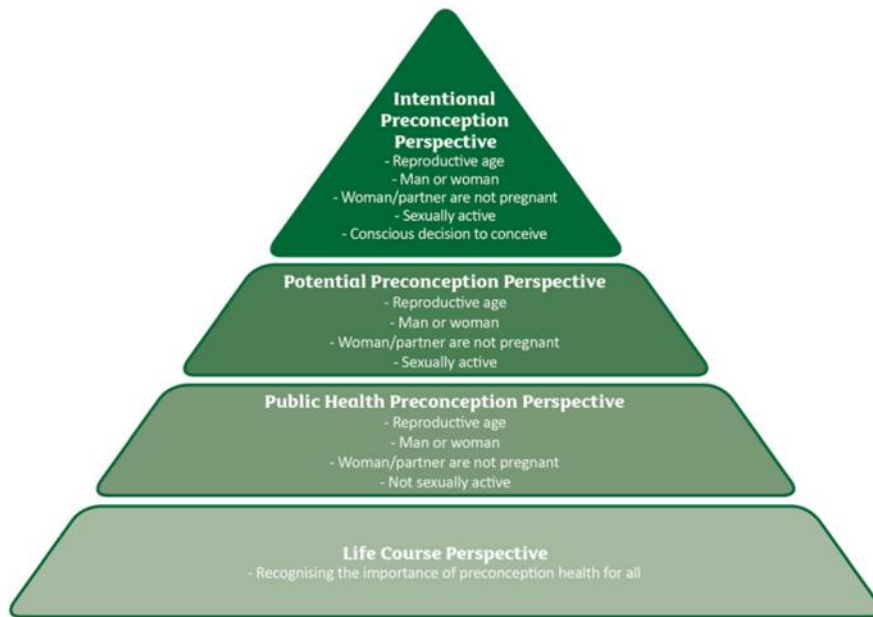 Intentional
Preconception
Perspective
- Reproductive age
- Man or woman
- Woman/partner are not pregnant
- Sexually active
- Conscious decision to conceive
Potential Preconception Perspective
- Reproductive age
- Man or woman
- Woman/partner are not pregnant
- Sexually active
Public Health Preconception Perspective
- Reproductive age
- Man or woman
- Woman/partner are not pregnant
- Not sexually active
Life Course Perspective
- Recognising the importance of preconception health for all